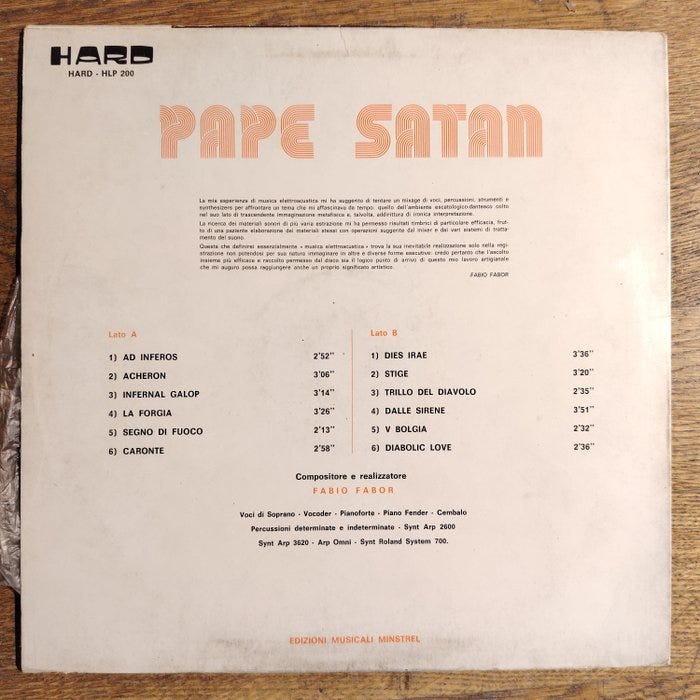 HARD
HARD - HLP 200
PAPE SATAN
La mia esperienza di musica elettroacustica mi ha suggerito di tentare un mixage di voci, percussioni, strumenti e
synthesizers per affrontare un tema che mi affascinava da tempo: quello dell'ambiente escatologico-dantesco colto
nel suo lato di trascendente immaginazione metafisica e, talvolta, addirittura di ironica interpretazione.
La ricerca dei materiali sonori di più varia estrazione mi ha permesso risultati timbrici di particolare efficacia, frut-
to di una paziente elaborazione dei materiali stessi con operazioni suggerite dal mixer e dai vari sistemi di tratta-
mento del suono.
Questa che definirei essenzialmente « musica elettroacustica » trova la sua inevitabile realizzazione solo nella regi-
strazione non potendosi per sua natura immaginare in altre e diverse forme esecutive: credo pertanto che l'ascolto
insieme più efficace e raccolto permesso dal disco sia il logico punto di arrivo di questo mio lavoro artigianale
che mi auguro possa raggiungere anche un proprio significato artistico.
FABIO FABOR
Lato A
1) AD INFEROS 2'52"
2) ACHERON 3'06"
3) INFERNAL GALOP 3'14"
4) LA FORGIA 3'26"
5) SEGNO DI FUOCO 2'13"
6) CARONTE 2'58"
Lato B
1) DIES IRAE 3'36"
2) STIGE 3'20"
3) TRILLO DEL DIAVOLO 2'35"
4) DALLE SIRENE 3'51"
5) V BOLGIA 2'32"
6) DIABOLIC LOVE 2'36"
Compositore e realizzatore
FABIO FABOR
Voci di Soprano - Vocoder - Pianoforte - Piano Fender - Cembalo
Percussioni determinate e indeterminate - Synt Arp 2600
Synt Arp 3620 - Arp Omni - Synt Roland System 700.
EDIZIONI MUSICALI MINSTREL